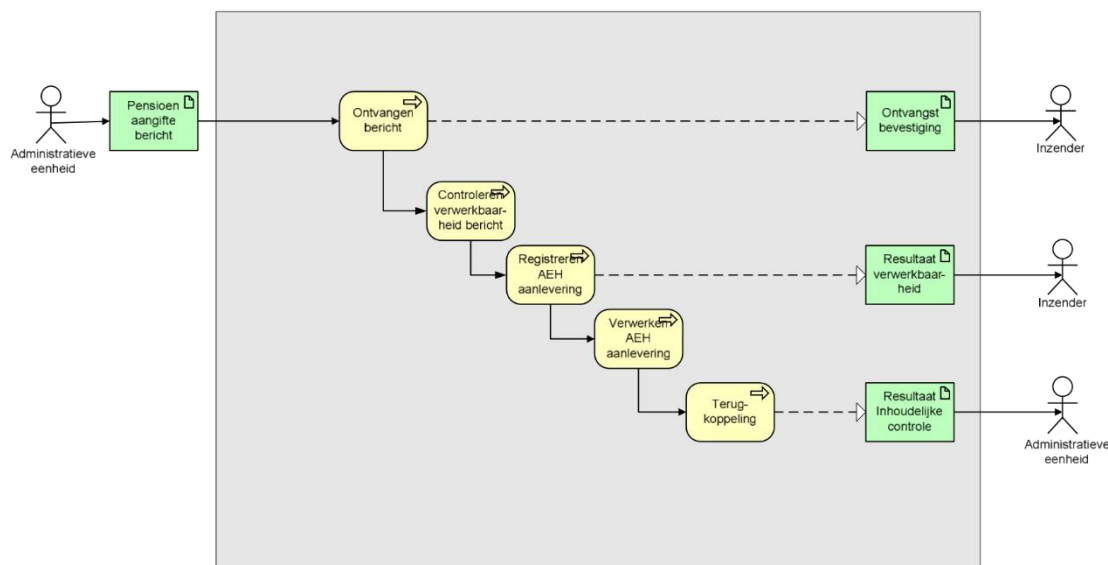 Administratieve
eenheid
Pensioen
aangifte
bericht
Ontvangen
bericht
Ontvangst
bevestiging
Inzender
Controleren
verwerkbaar-
heid bericht
Registreren
AEH
aanlevering
Resultaat
verwerkbaar-
heid
Inzender
Verwerken
AEH
aanlevering
Terug-
koppeling
Resultaat
Inhoudelijke
controle
Administratieve
eenheid